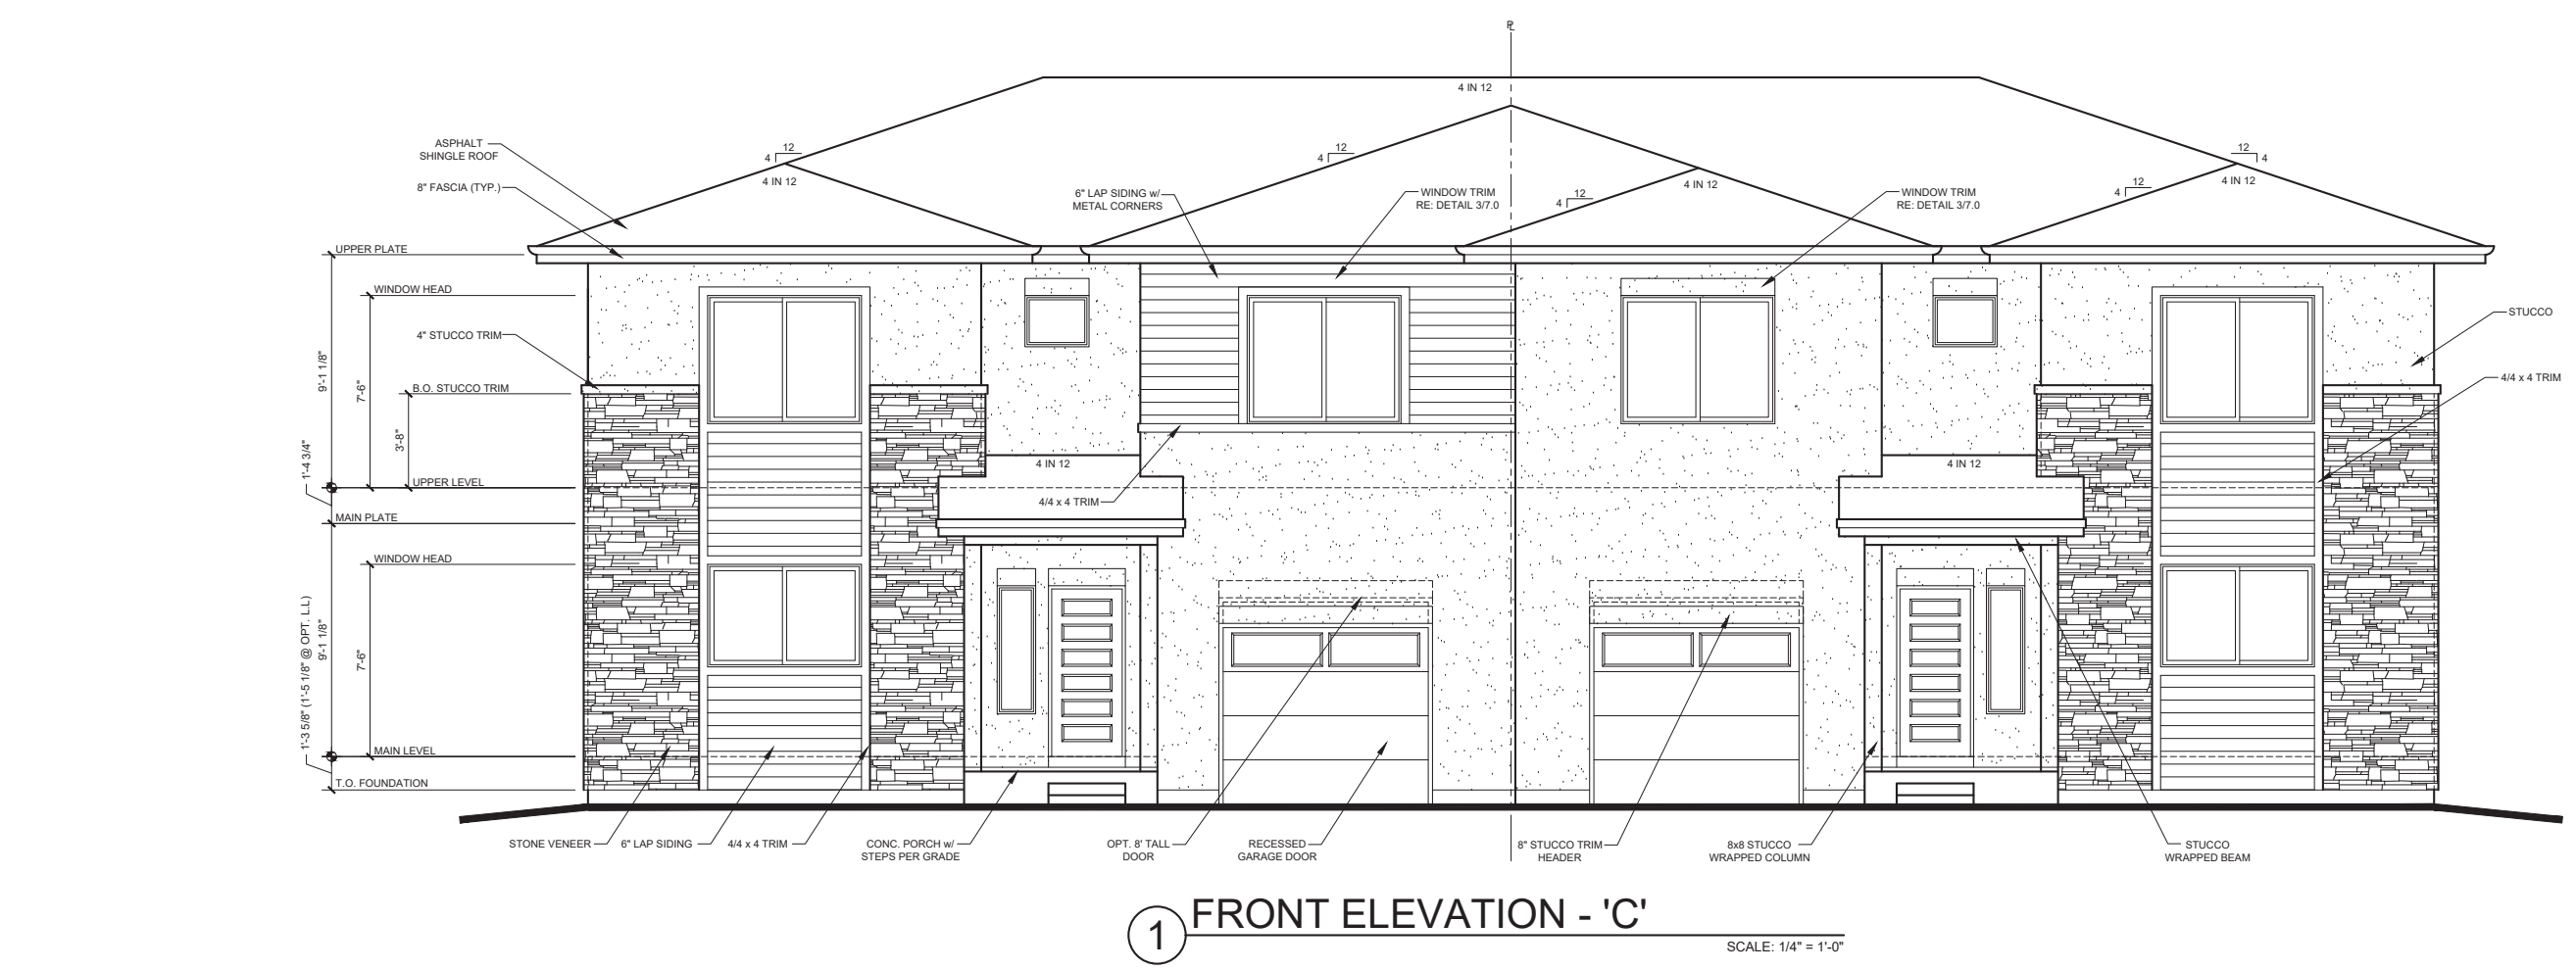 PL
4 IN 12
12
4
4 IN 12
12
4
12
4
4 IN 12
12
4
12
4
4 IN 12
ASPHALT
SHINGLE ROOF
8" FASCIA (TYP.)
6" LAP SIDING w/
METAL CORNERS
WINDOW TRIM
RE: DETAIL 3/7.0
WINDOW TRIM
RE: DETAIL 3/7.0
UPPER PLATE
WINDOW HEAD
4" STUCCO TRIM
B.O. STUCCO TRIM
UPPER LEVEL
MAIN PLATE
WINDOW HEAD
MAIN LEVEL
T.O. FOUNDATION
9'-1 1/8"
7'-6"
3'-8"
1'-4 3/4"
9'-1 1/8"
7'-6"
1'-3 5/8" (1'-5 1/8" @ OPT. L.L)
STUCCO
4/4 x 4 TRIM
4 IN 12
4/4 x 4 TRIM
4 IN 12
STONE VENEER
6" LAP SIDING
4/4 x 4 TRIM
CONC. PORCH w/
STEPS PER GRADE
OPT. 8' TALL
DOOR
RECESSED
GARAGE DOOR
8" STUCCO TRIM
HEADER
8x8 STUCCO
WRAPPED COLUMN
STUCCO
WRAPPED BEAM
1
FRONT ELEVATION - 'C'
SCALE: 1/4" = 1'-0"